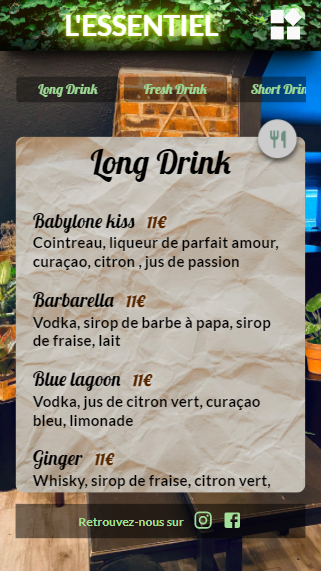 L'ESSENTIEL
Long Drink Fresh Drink Short Drin
Long Drink
Babylone kiss 11€
Cointreau, liqueur de parfait amour,
curaçao, citron , jus de passion
Barbarella 11€
Vodka, sirop de barbe à papa, sirop
de fraise, lait
Blue lagoon 11€
Vodka, jus de citron vert, curaçao
bleu, limonade
Ginger 11€
Whisky, sirop de fraise, citron vert,
Retrouvez-nous sur